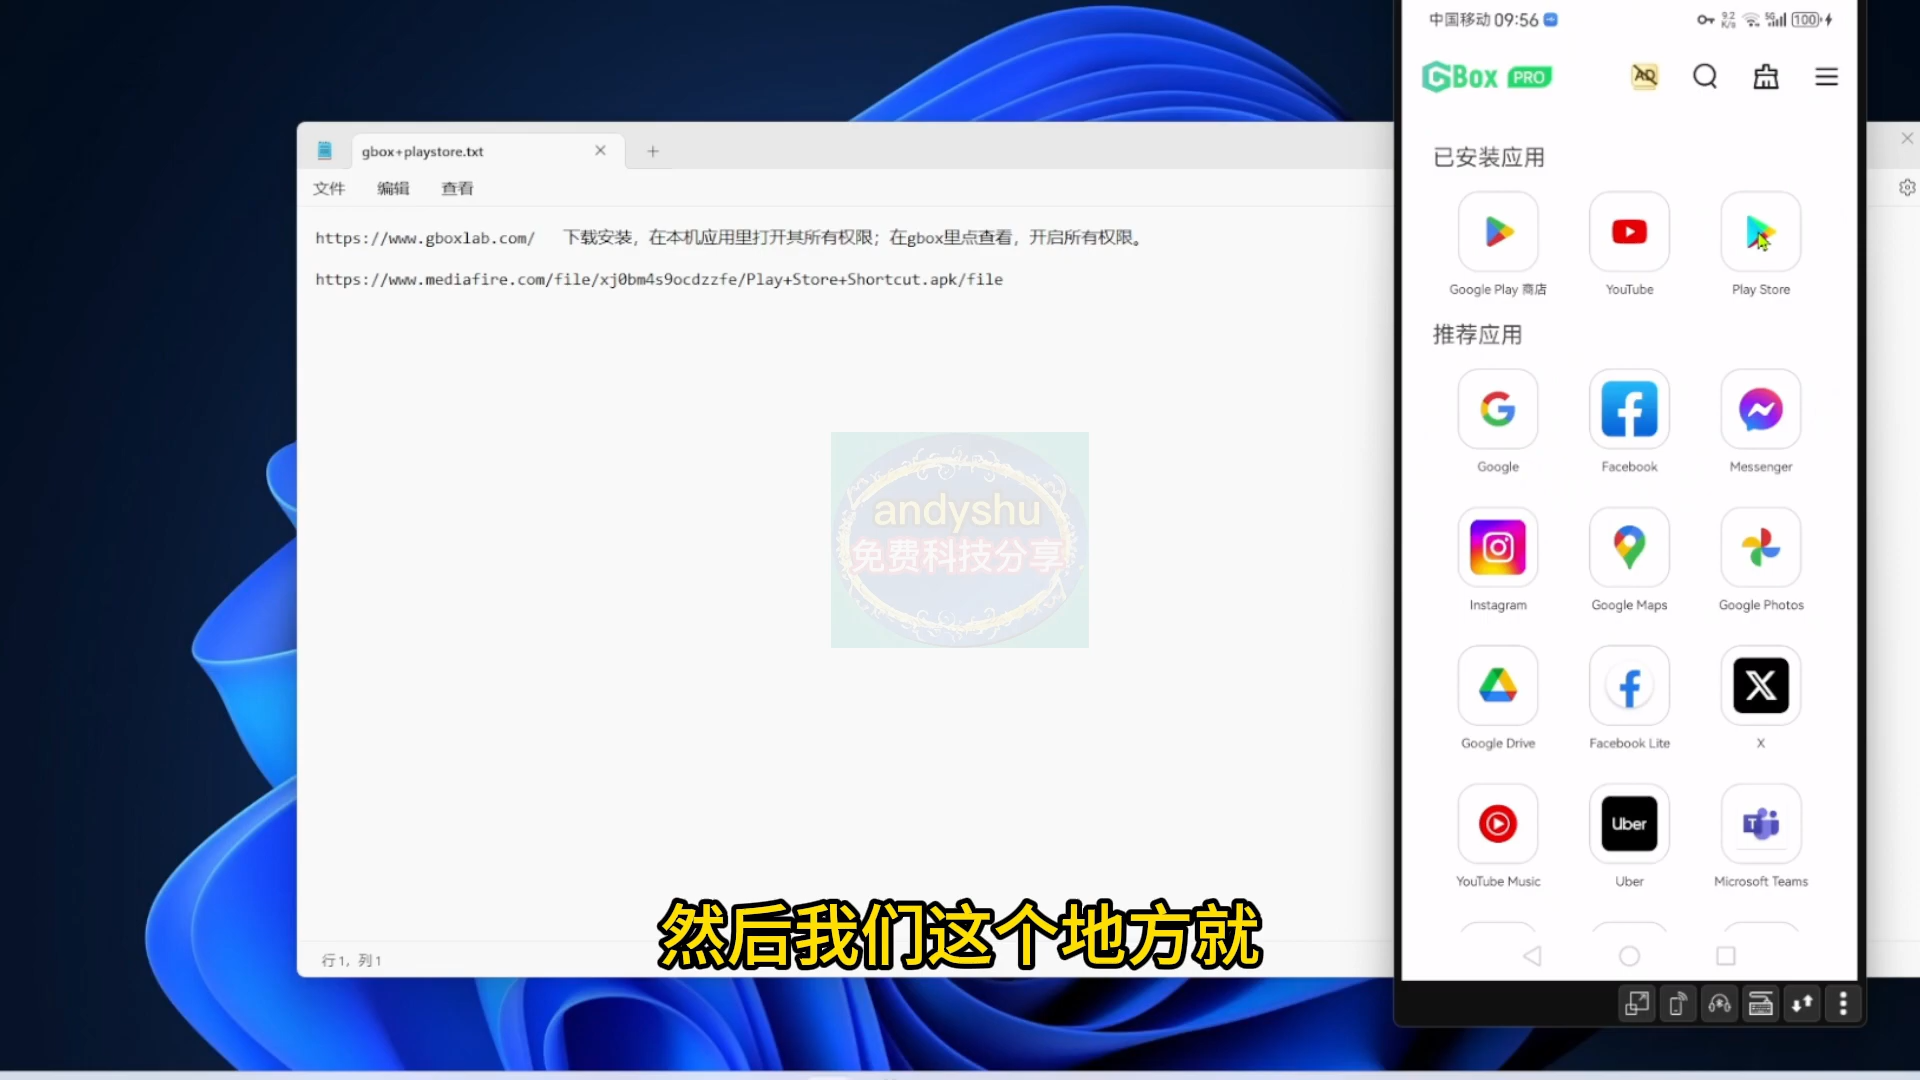 gbox+playstore.txt
文件 编辑 查看
https://www.gboxlab.com/ 下载安装，在本机应用里打开其所有权限；在gbox里点查看，开启所有权限。
https://www.mediafire.com/file/xj0bm4s9ocdzzfe/Play+Store+Shortcut.apk/file
andyshu
免费科技分享
行1, 列1
然后我们这个地方就
中国移动 09:56
9.2 K/s 5G 100
GBox PRO
AD
已安装应用
Google Play 商店 YouTube Play Store
推荐应用
Google Facebook Messenger
Instagram Google Maps Google Photos
Google Drive Facebook Lite X
Uber
YouTube Music Uber Microsoft Teams